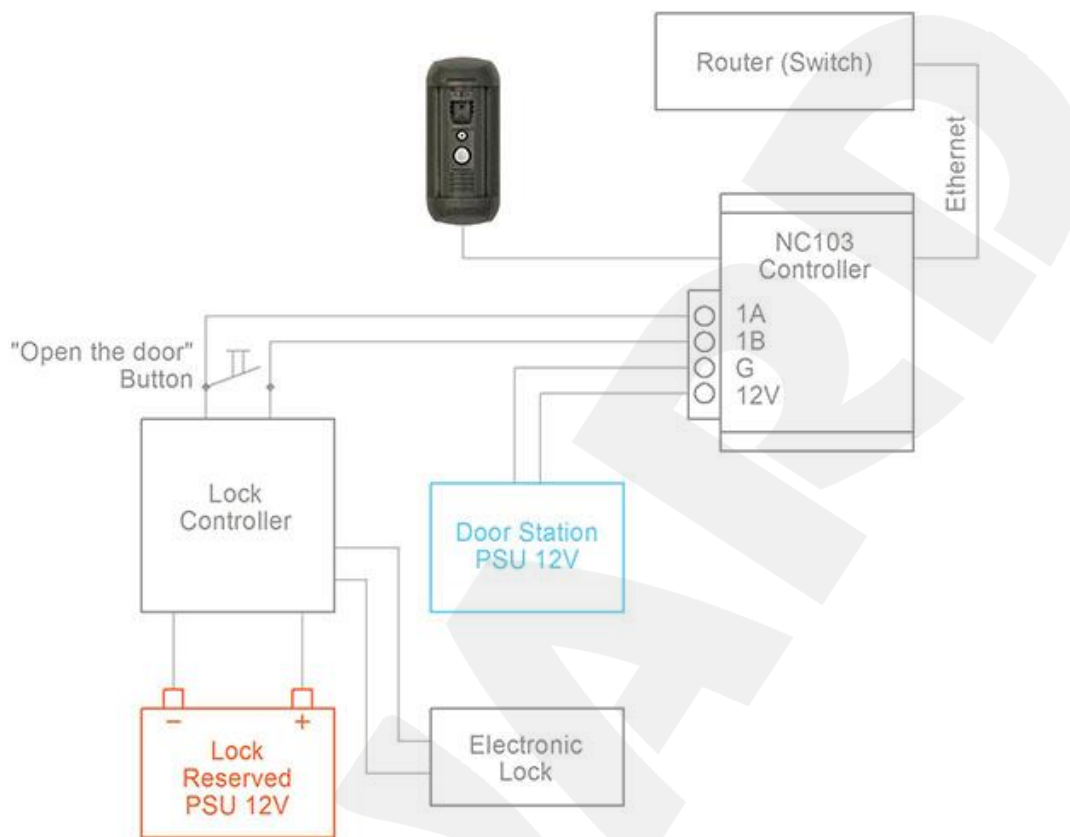 Router (Switch)
Ethernet
NC103
Controller
1A
1B
G
12V
"Open the door"
Button
Lock
Controller
Door Station
PSU 12V
−
+
Lock
Reserved
PSU 12V
Electronic
Lock